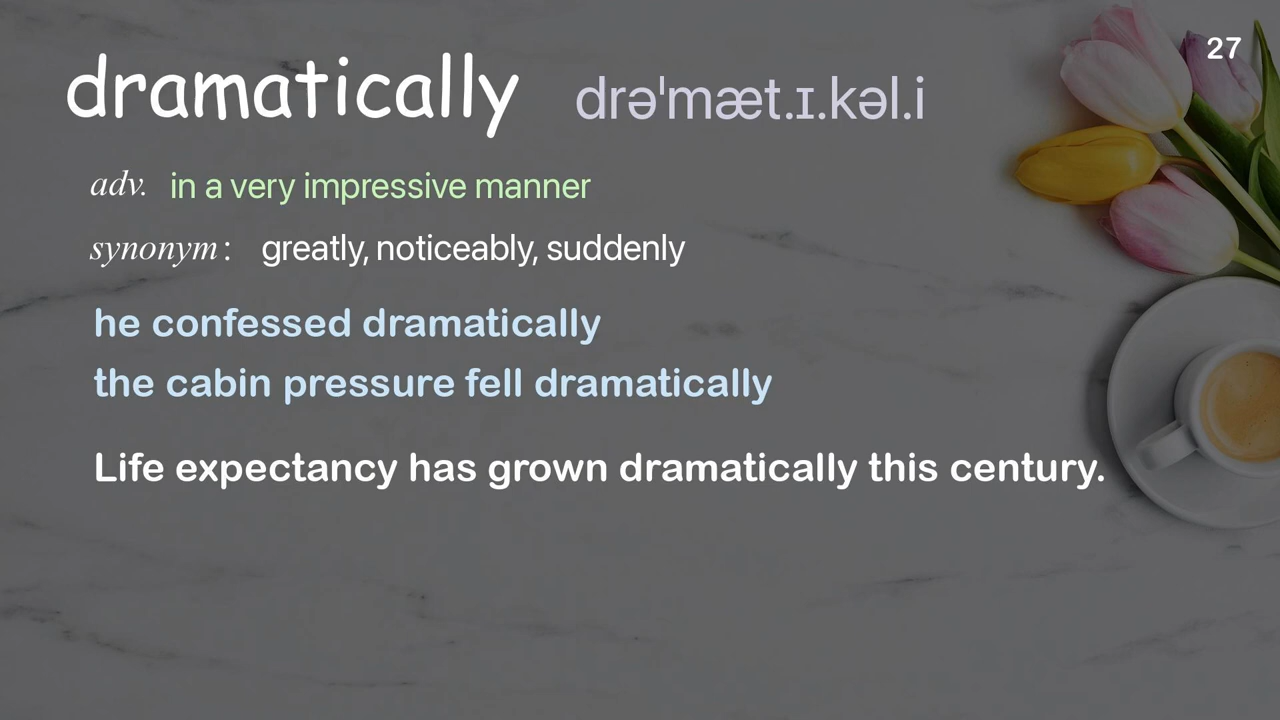 27
dramatically drəˈmæt.ɪ.kəl.i
adv. in a very impressive manner
synonym : greatly, noticeably, suddenly
he confessed dramatically
the cabin pressure fell dramatically
Life expectancy has grown dramatically this century.